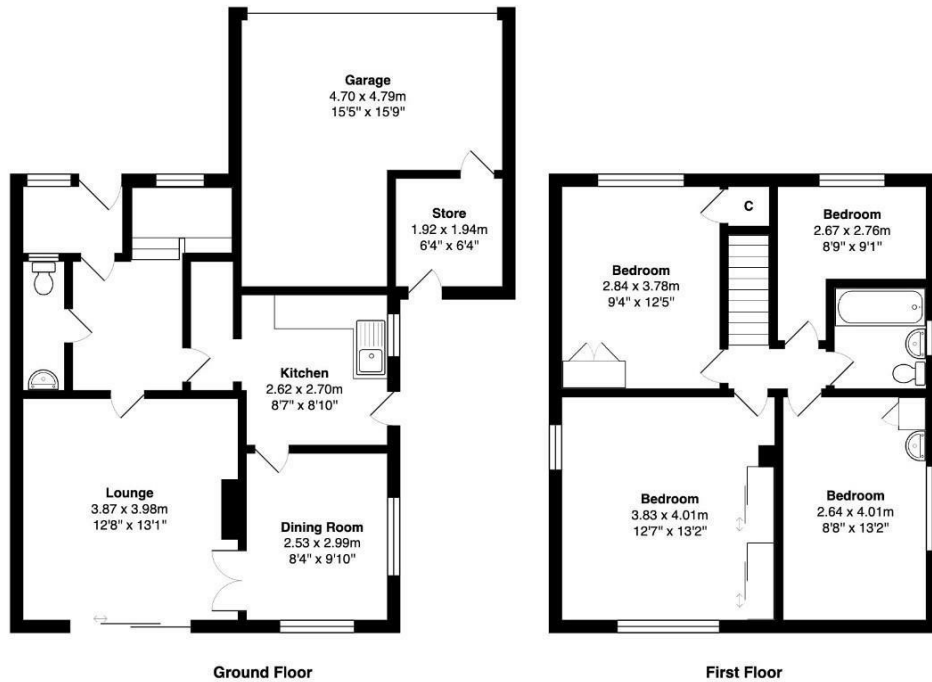 Garage
4.70 x 4.79m
15'5" x 15'9"
Store
1.92 x 1.94m
6'4" x 6'4"
Kitchen
2.62 x 2.70m
8'7" x 8'10"
Lounge
3.87 x 3.98m
12'8" x 13'1"
Dining Room
2.53 x 2.99m
8'4" x 9'10"
Ground Floor
C
Bedroom
2.67 x 2.76m
8'9" x 9'1"
Bedroom
2.84 x 3.78m
9'4" x 12'5"
Bedroom
3.83 x 4.01m
12'7" x 13'2"
Bedroom
2.64 x 4.01m
8'8" x 13'2"
First Floor